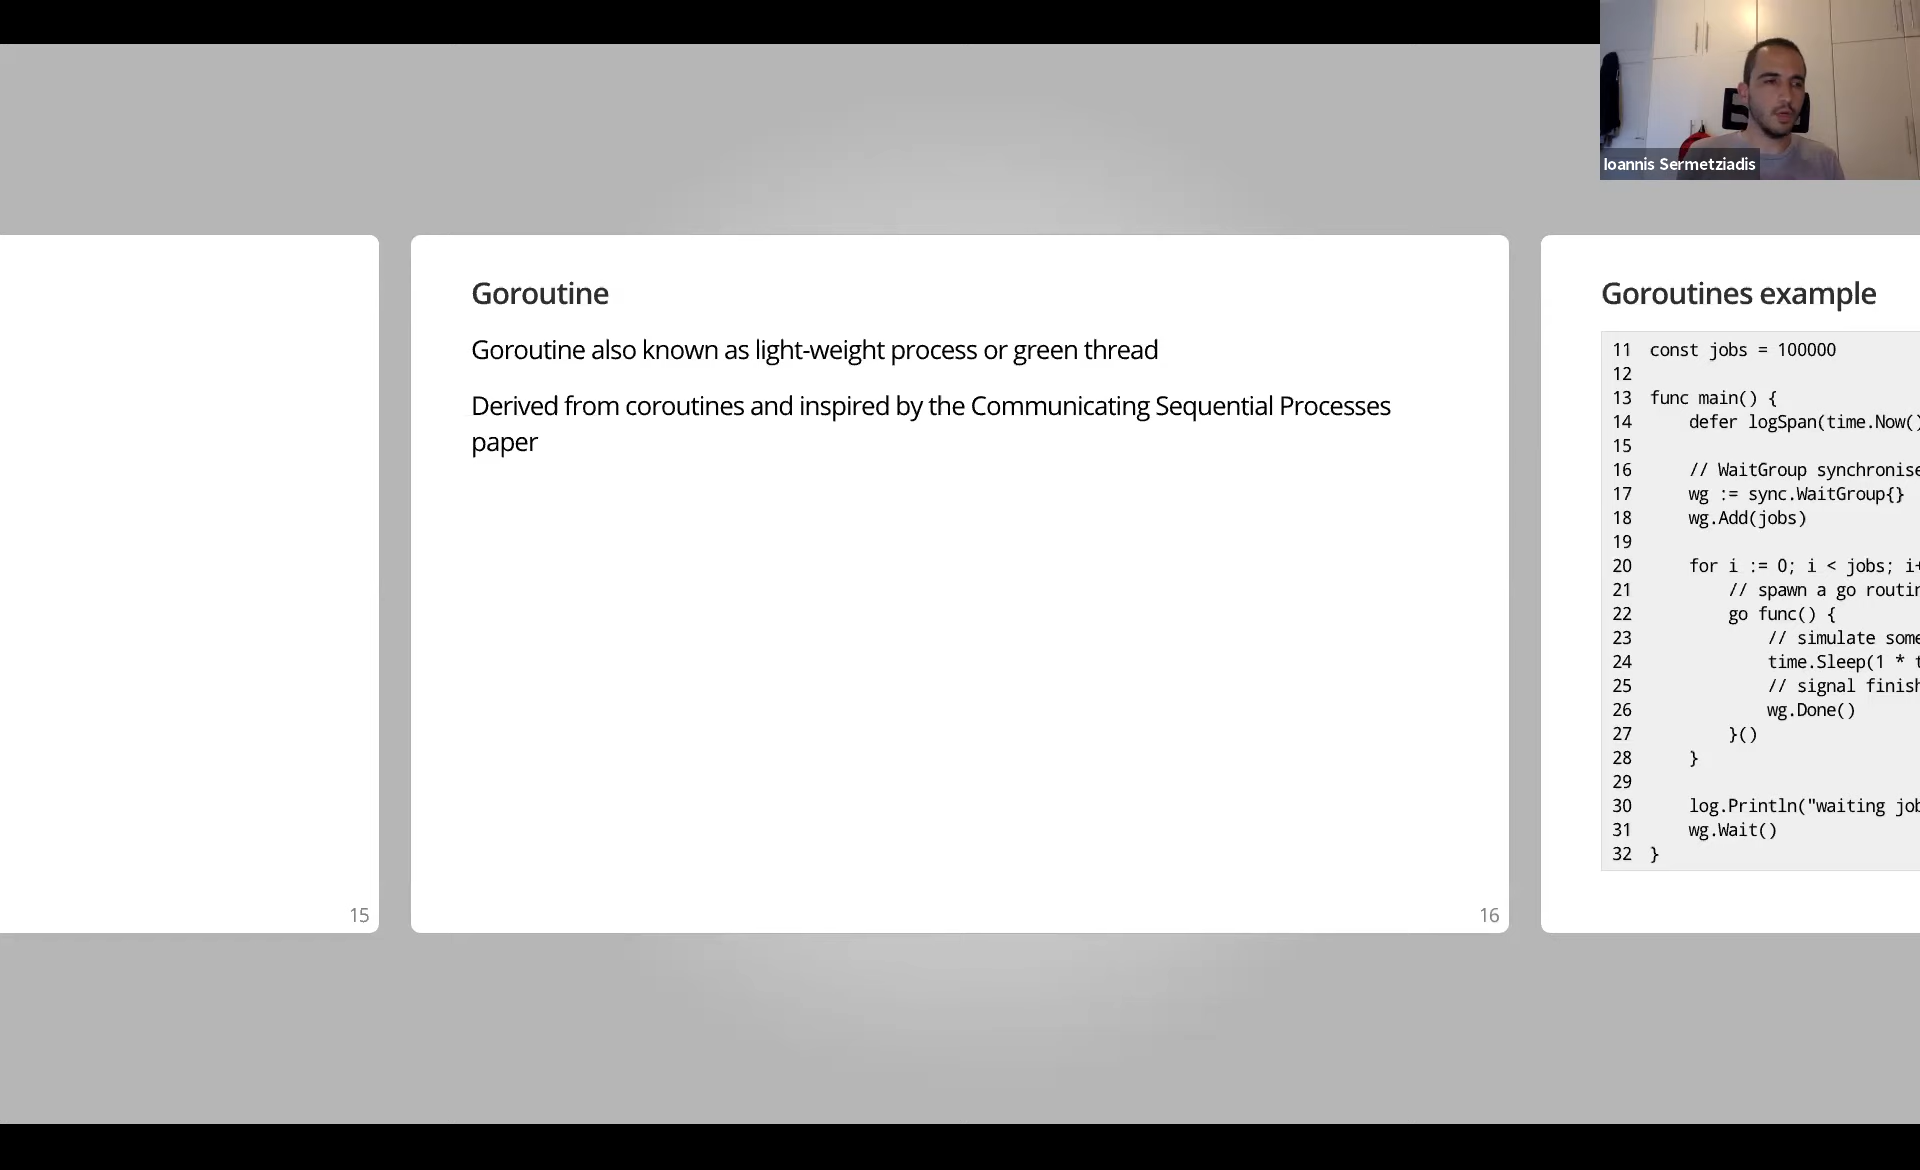 Ioannis Sermetziadis
15
Goroutine
Goroutine also known as light-weight process or green thread
Derived from coroutines and inspired by the Communicating Sequential Processes
paper
16
Goroutines example
11 const jobs = 100000
12
13 func main() {
14 defer logSpan(time.Now()
15
16 // WaitGroup synchronise
17 wg := sync.WaitGroup{}
18 wg.Add(jobs)
19
20 for i := 0; i < jobs; i+
21 // spawn a go routin
22 go func() {
23 // simulate some
24 time.Sleep(1 * t
25 // signal finish
26 wg.Done()
27 }()
28 }
29
30 log.Println("waiting job
31 wg.Wait()
32 }